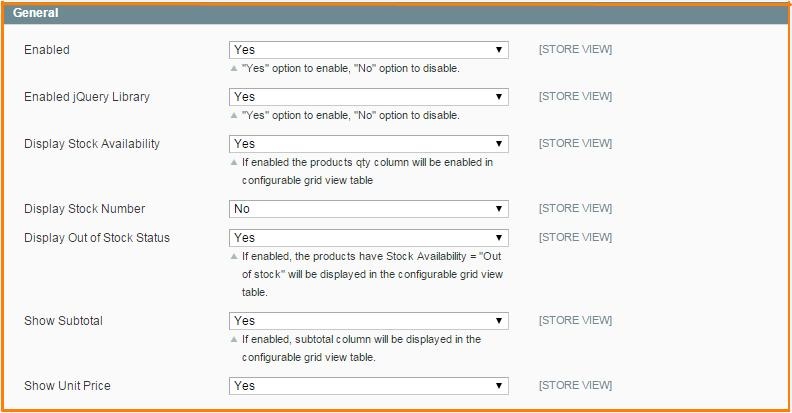 General
Enabled Yes [STORE VIEW]
"Yes" option to enable, "No" option to disable.
Enabled jQuery Library Yes [STORE VIEW]
"Yes" option to enable, "No" option to disable.
Display Stock Availability Yes [STORE VIEW]
If enabled the products qty column will be enabled in
configurable grid view table
Display Stock Number No [STORE VIEW]
Display Out of Stock Status Yes [STORE VIEW]
If enabled, the products have Stock Availability = "Out
of stock" will be displayed in the configurable grid view
table.
Show Subtotal Yes [STORE VIEW]
If enabled, subtotal column will be displayed in the
configurable grid view table.
Show Unit Price Yes [STORE VIEW]